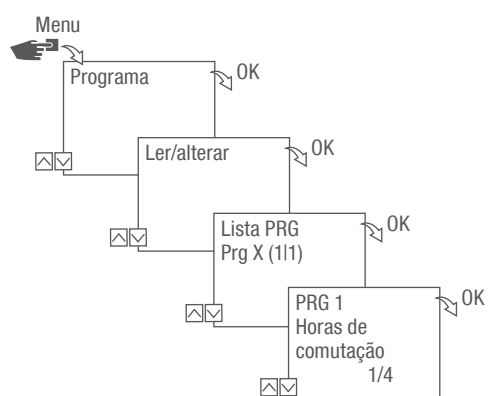 Menu
Programa
OK
Ler/alterar
OK
Lista PRG
Prg X (1|1)
OK
PRG 1
Horas de
comutação
1/4
OK